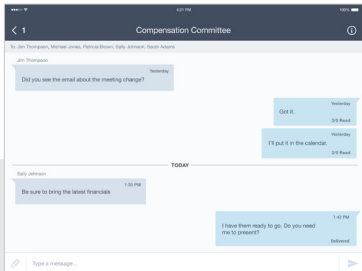 4:21 PM
100%
1
Compensation Committee
To: Jim Thompson, Michael Jones, Patricia Brown, Sally Johnson, Sarah Adams
Jim Thompson
Yesterday
Did you see the email about the meeting change?
Yesterday
Got it.
3/5 Read
Yesterday
I'll put it in the calendar.
2/5 Read
TODAY
Sally Johnson
1:35 PM
Be sure to bring the latest financials
1:43 PM
I have them ready to go. Do you need
me to present?
Delivered
Type a message...